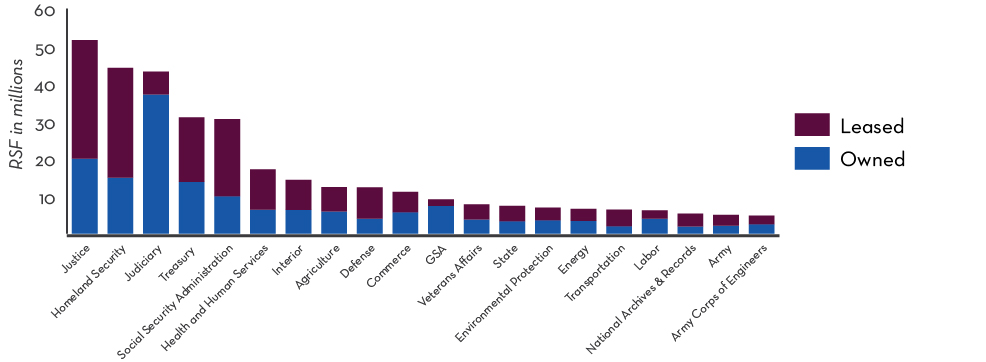 60
50
40
30
20
10
RSF in millions
Justice
Homeland Security
Judiciary
Treasury
Social Security Administration
Health and Human Services
Interior
Agriculture
Defense
Commerce
GSA
Veterans Affairs
State
Environmental Protection
Energy
Transportation
Labor
National Archives & Records
Army
Army Corps of Engineers
Leased
Owned